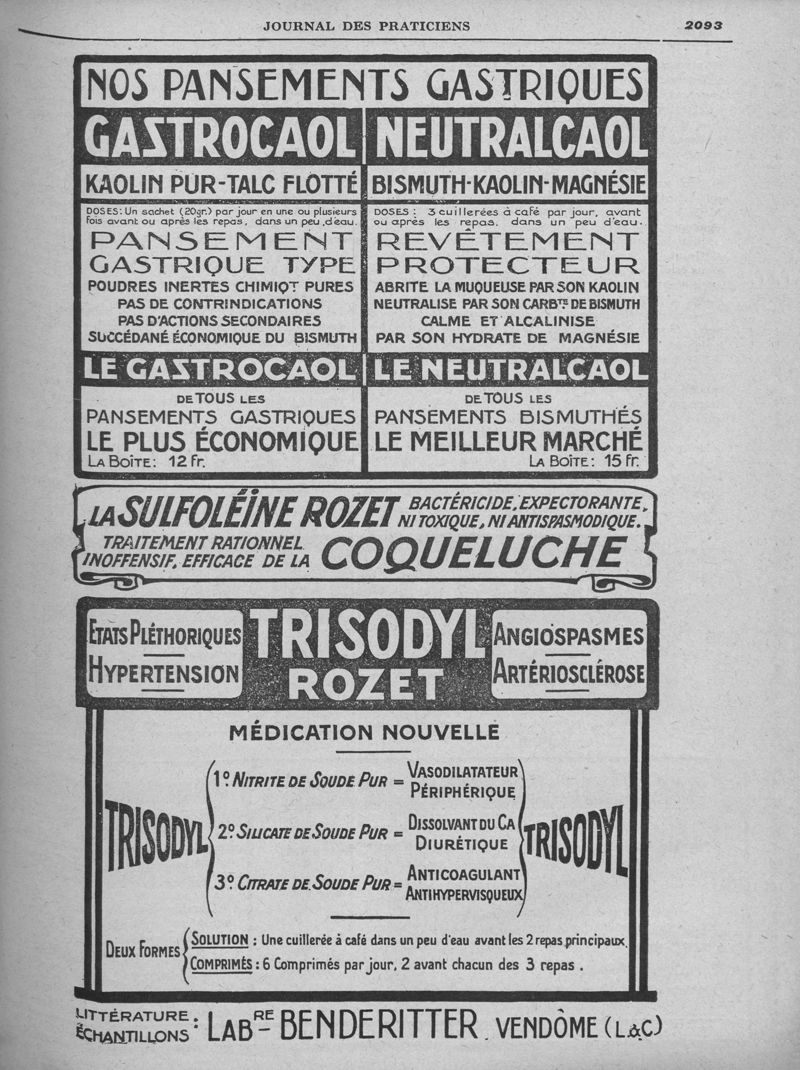 JOURNAL DES PRATICIENS 2093
NOS PANSEMENTS GASTRIQUES
GASTROCAOL
KAOLIN PUR-TALC FLOTTÉ
DOSES: Un sachet (20gr.) par jour en une ou plusieurs
fois avant ou après les repas, dans un peu d'eau.
PANSEMENT
GASTRIQUE TYPE
POUDRES INERTES CHIMIQT PURES
PAS DE CONTRINDICATIONS
PAS D'ACTIONS SECONDAIRES
SUCCÉDANÉ ÉCONOMIQUE DU BISMUTH
LE GASTROCAOL
DE TOUS LES
PANSEMENTS GASTRIQUES
LE PLUS ÉCONOMIQUE
LA BOÎTE: 12 Fr.
NEUTRALCAOL
BISMUTH-KAOLIN-MAGNÉSIE
DOSES: 3 cuillerées à café par jour, avant
ou après les repas, dans un peu d'eau.
REVÊTEMENT
PROTECTEUR
ABRITE LA MUQUEUSE PAR SON KAOLIN
NEUTRALISE PAR SON CARBTE DE BISMUTH
CALME ET ALCALINISE
PAR SON HYDRATE DE MAGNÉSIE
LE NEUTRALCAOL
DE TOUS LES
PANSEMENTS BISMUTHÉS
LE MEILLEUR MARCHÉ
LA BOÎTE: 15 Fr.
LA SULFOLÉÏNE ROZET BACTÉRICIDE, EXPECTORANTE,
NI TOXIQUE, NI ANTISPASMODIQUE.
TRAITEMENT RATIONNEL
INOFFENSIF, EFFICACE DE LA COQUELUCHE
ETATS PLÉTHORIQUES
HYPERTENSION
TRISODYL
ROZET
ANGIOSPASMES
ARTÉRIOSCLÉROSE
MÉDICATION NOUVELLE
TRISODYL
1º. NITRITE DE SOUDE PUR = VASODILATATEUR
PÉRIPHÉRIQUE
2º. SILICATE DE SOUDE PUR = DISSOLVANT DU CA
DIURÉTIQUE
3º. CITRATE DE SOUDE PUR = ANTICOAGULANT
ANTIHYPERVISQUEUX
TRISODYL
DEUX FORMES
SOLUTION : Une cuillerée à café dans un peu d'eau avant les 2 repas principaux.
COMPRIMÉS : 6 Comprimés par jour, 2 avant chacun des 3 repas.
LITTÉRATURE :
ÉCHANTILLONS :
LABRE BENDERITTER. VENDÔME (L.&C)